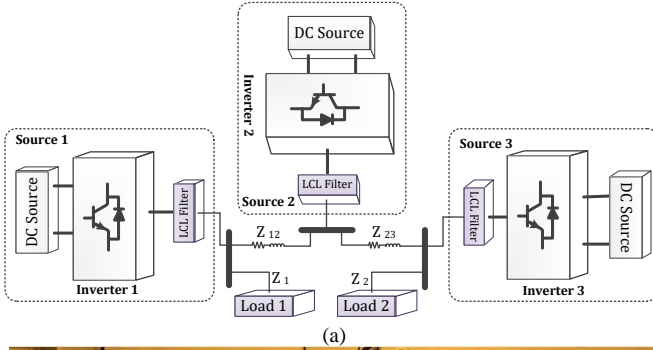 DC Source
Inverter 2
LCL Filter
Source 2
Source 1
DC Source
LCL Filter
Inverter 1
Source 3
LCL Filter
DC Source
Inverter 3
Z 12
Z 23
Z 1
Z 2
Load 1
Load 2
(a)